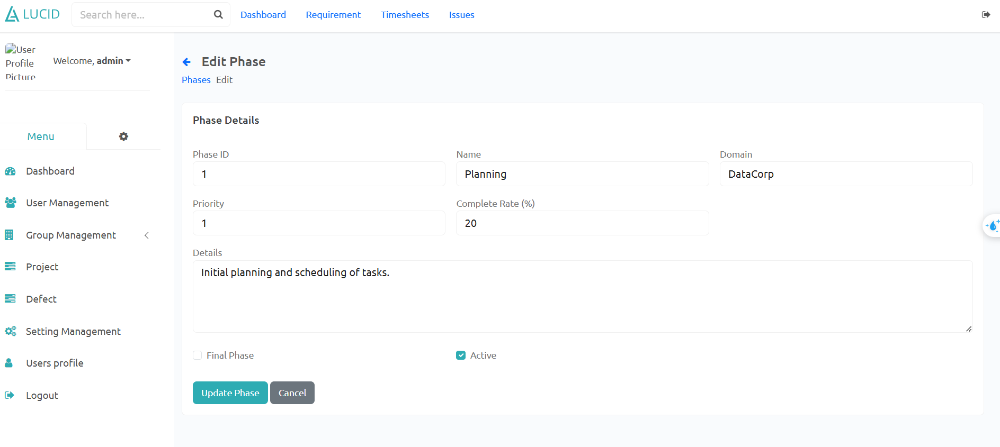 LUCID
Search here...
Dashboard
Requirement
Timesheets
Issues
User
Profile
Picture
Welcome, admin
Menu
Dashboard
User Management
Group Management
Project
Defect
Setting Management
Users profile
Logout
Edit Phase
Phases Edit
Phase Details
Phase ID
1
Name
Planning
Domain
DataCorp
Priority
1
Complete Rate (%)
20
Details
Initial planning and scheduling of tasks.
Final Phase
Active
Update Phase
Cancel